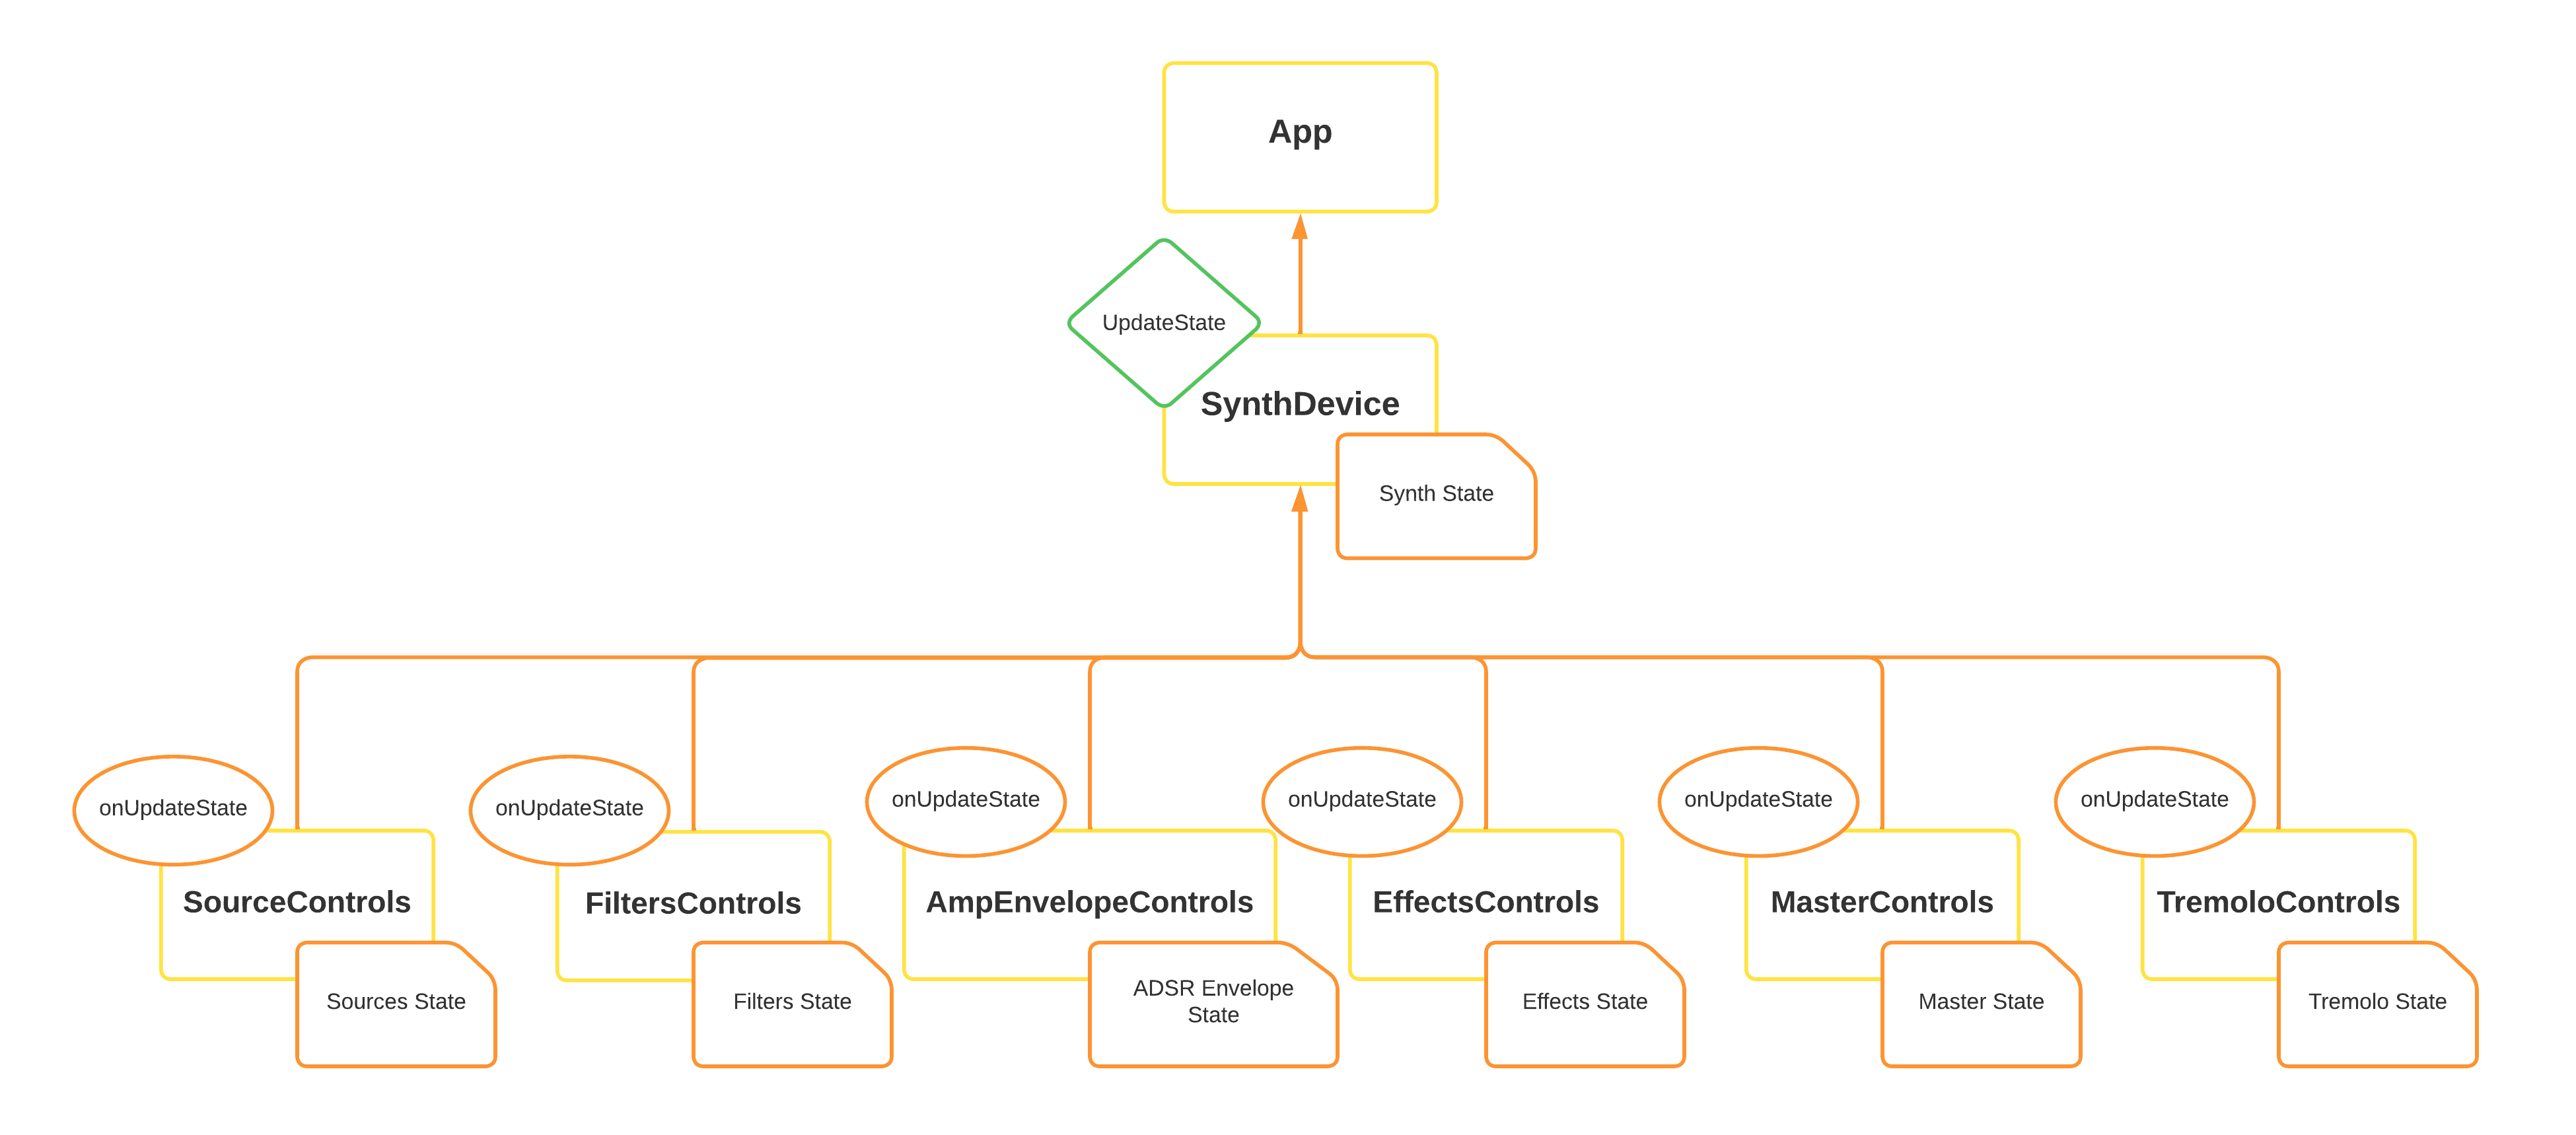 App
UpdateState
SynthDevice
Synth State
onUpdateState
onUpdateState
onUpdateState
onUpdateState
onUpdateState
onUpdateState
SourceControls
FiltersControls
AmpEnvelopeControls
EffectsControls
MasterControls
TremoloControls
Sources State
Filters State
ADSR Envelope
State
Effects State
Master State
Tremolo State